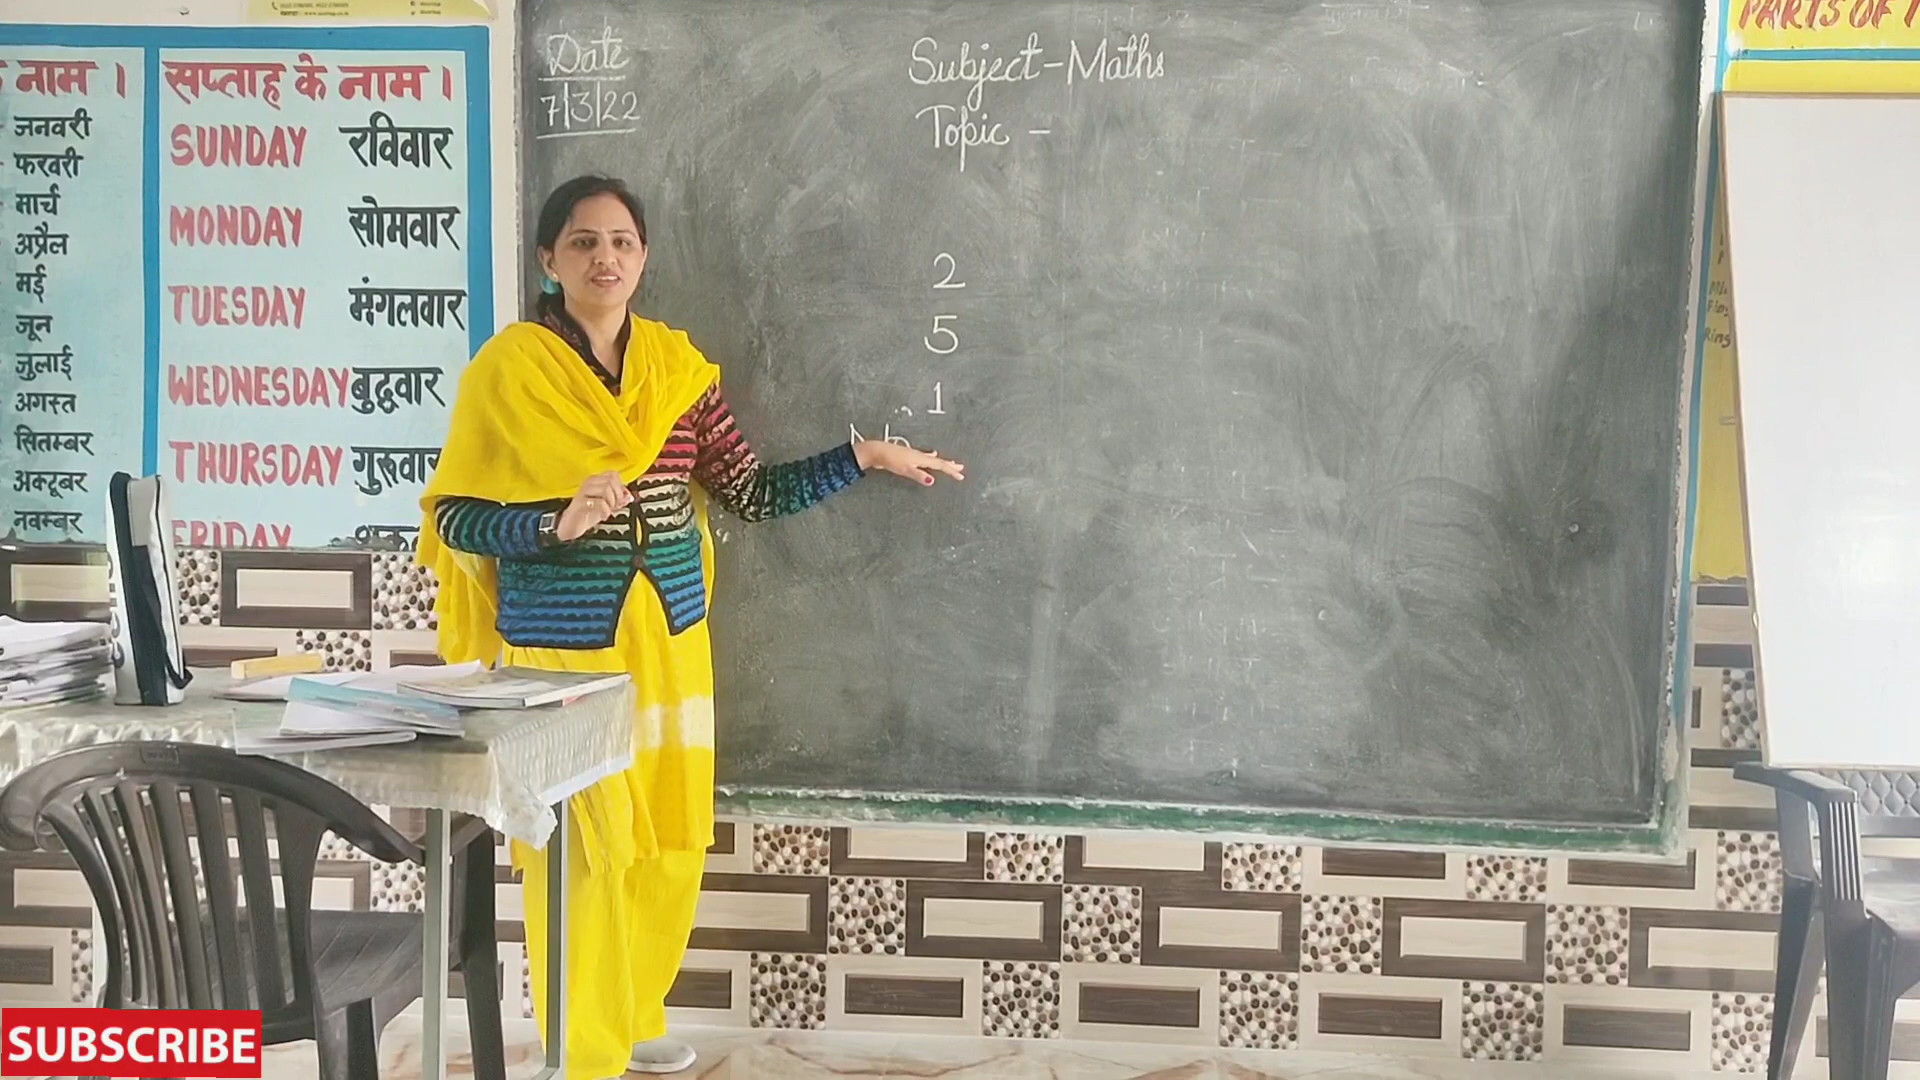 नाम ।
जनवरी
फरवरी
मार्च
अप्रैल
मई
जून
जुलाई
अगस्त
सितम्बर
अक्टूबर
नवम्बर
सप्ताह के नाम ।
SUNDAY रविवार
MONDAY सोमवार
TUESDAY मंगलवार
WEDNESDAY बुद्धवार
THURSDAY गुरूवार
FRIDAY
Date
7/3/22
Subject - Maths
Topic -
2
5
1
PARTS OF
SUBSCRIBE